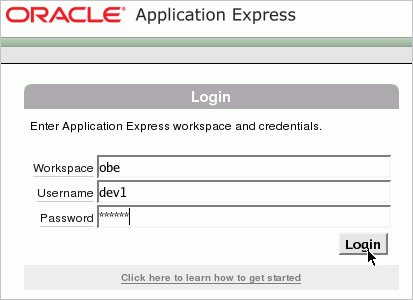 ORACLE® Application Express
Login
Enter Application Express workspace and credentials.
Workspace obe
Username dev1
Password ******
Login
Click here to learn how to get started